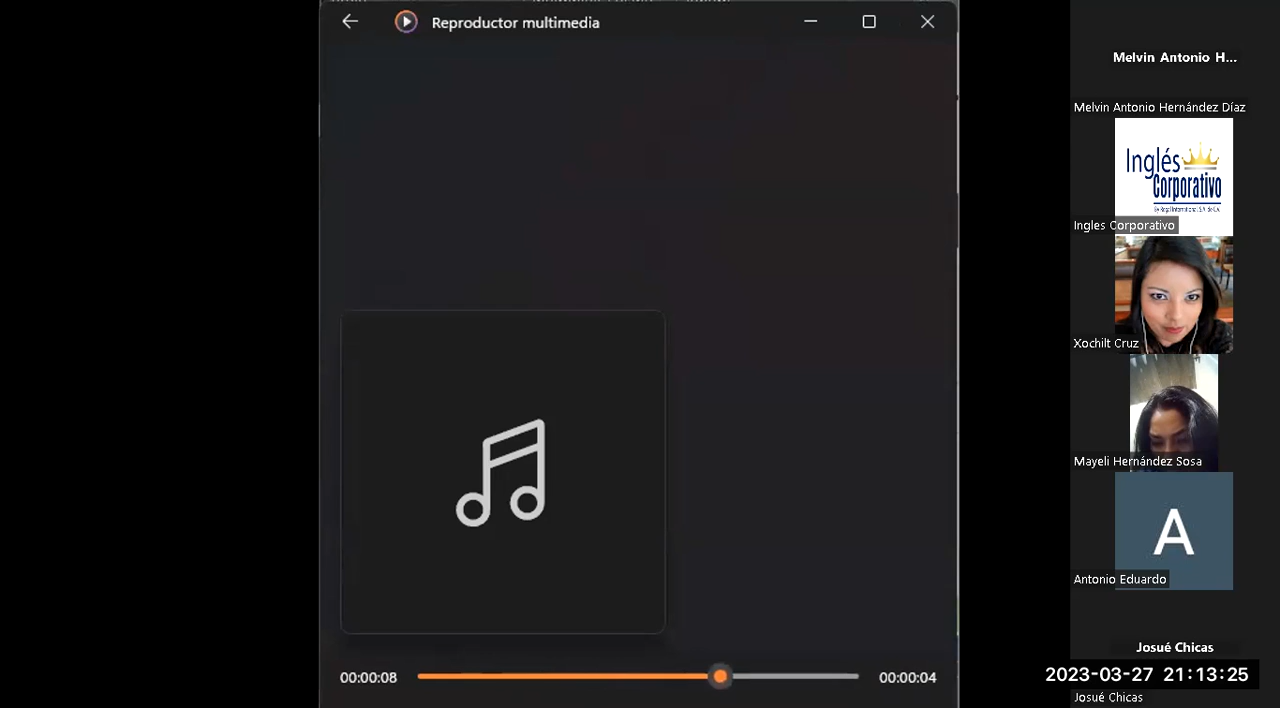 Reproductor multimedia
00:00:08
00:00:04
Melvin Antonio H...
Melvin Antonio Hernández Díaz
Inglés
Corporativo
Ingles Corporativo
Xochilt Cruz
Mayeli Hernández Sosa
A
Antonio Eduardo
Josué Chicas
2023-03-27 21:13:25
Josué Chicas